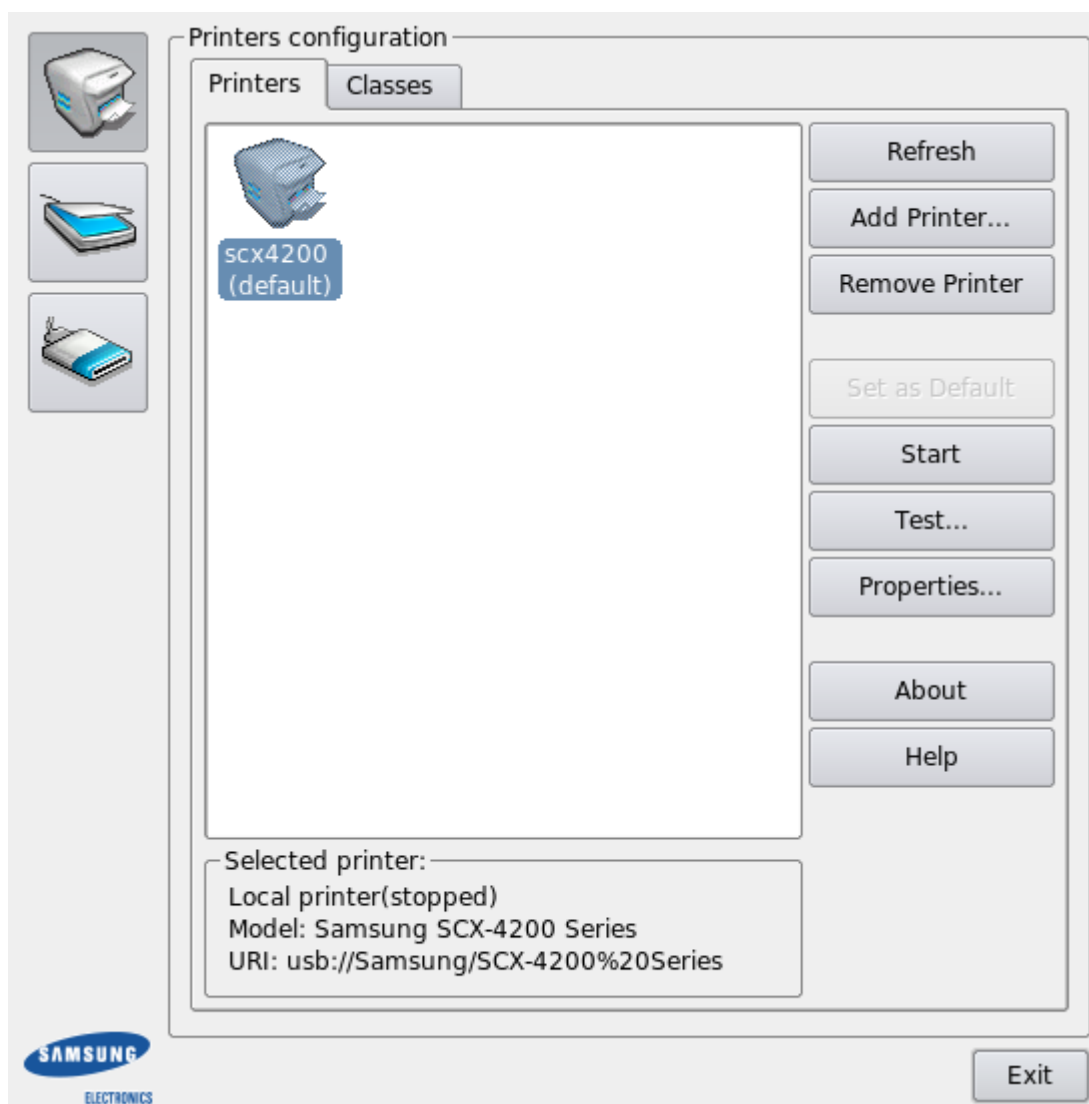 Printers configuration
Printers
Classes
scx4200
(default)
Refresh
Add Printer...
Remove Printer
Set as Default
Start
Test...
Properties...
About
Help
Selected printer:
Local printer(stopped)
Model: Samsung SCX-4200 Series
URI: usb://Samsung/SCX-4200%20Series
SAMSUNG
ELECTRONICS
Exit